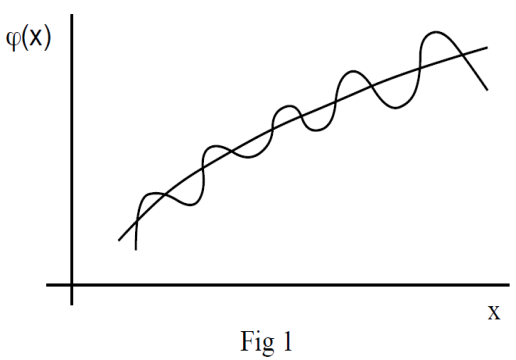 φ(x)
x
Fig 1